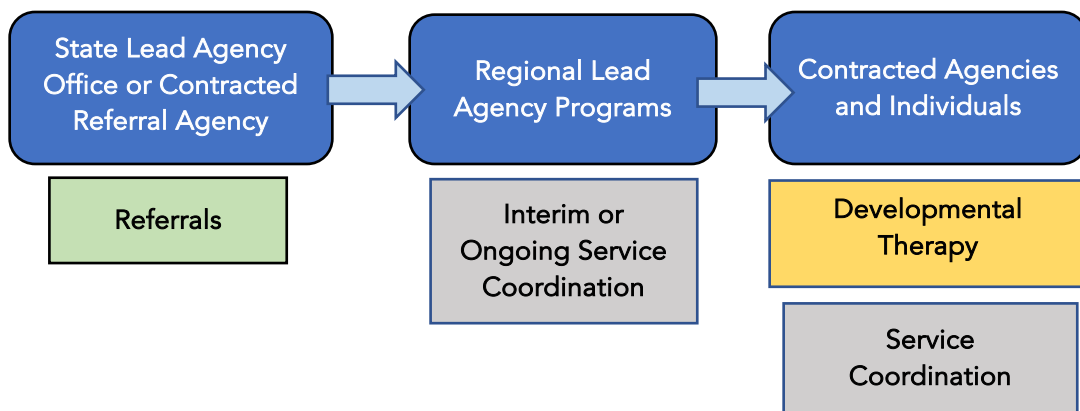 State Lead Agency
Office or Contracted
Referral Agency
Regional Lead
Agency Programs
Contracted Agencies
and Individuals
Referrals
Interim or
Ongoing Service
Coordination
Developmental
Therapy
Service
Coordination